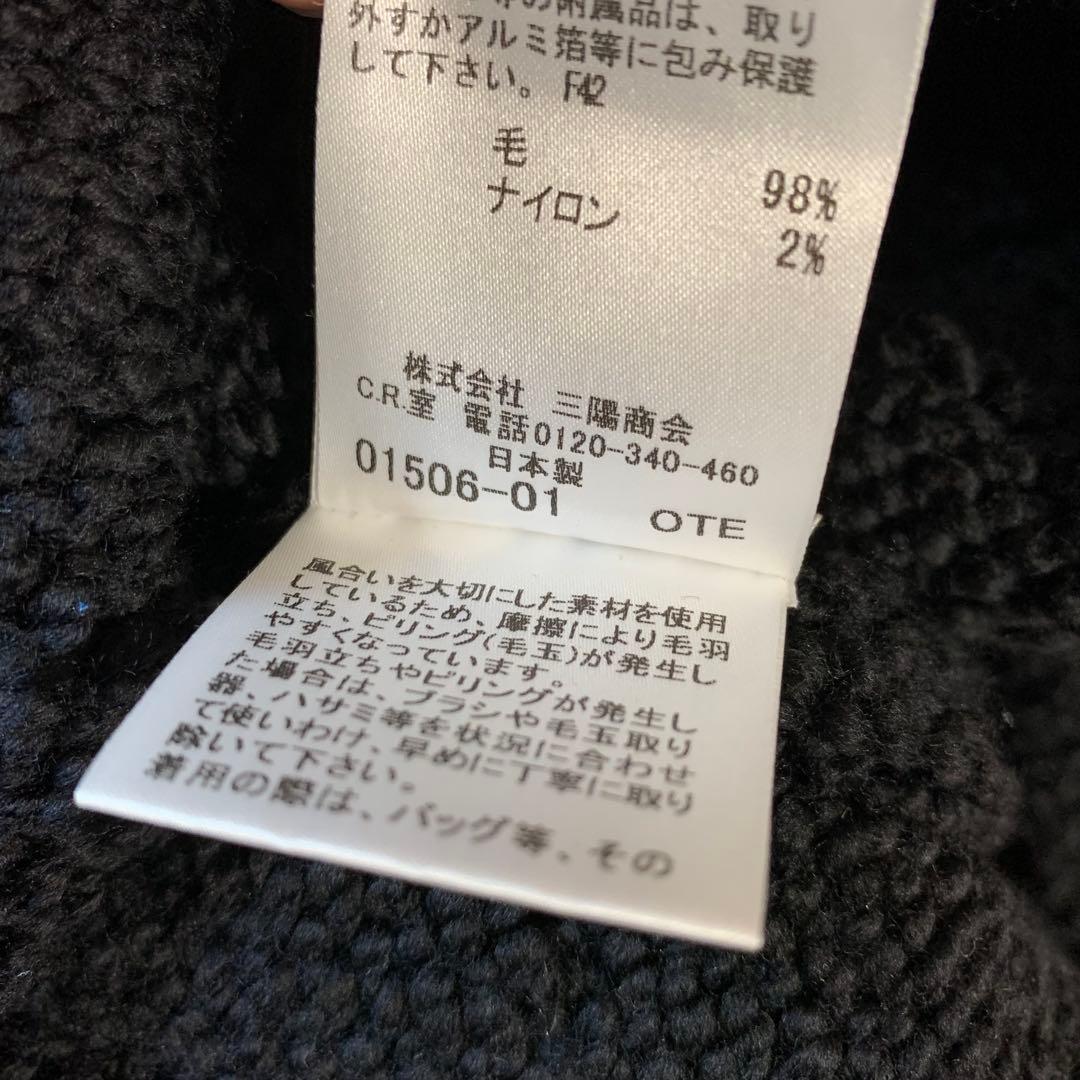 の附属品は、取り
外すかアルミ箔等に包み保護
して下さい。 F42
毛 98%
ナイロン 2%
株式会社 三陽商会
C.R.室 電話0120-340-460
日本製
01506-01 OTE
風合いを大切にした素材を使用
しているため、摩擦により毛羽
立ち、ピリング(毛玉)が発生し
やすくなっています。
毛羽立ちやピリングが発生し
た場合は、ブラシや毛玉取り
器、ハサミ等を状況に合わせ
て使いわけ、早めに丁寧に取り
除いて下さい。
着用の際は、バッグ等、その